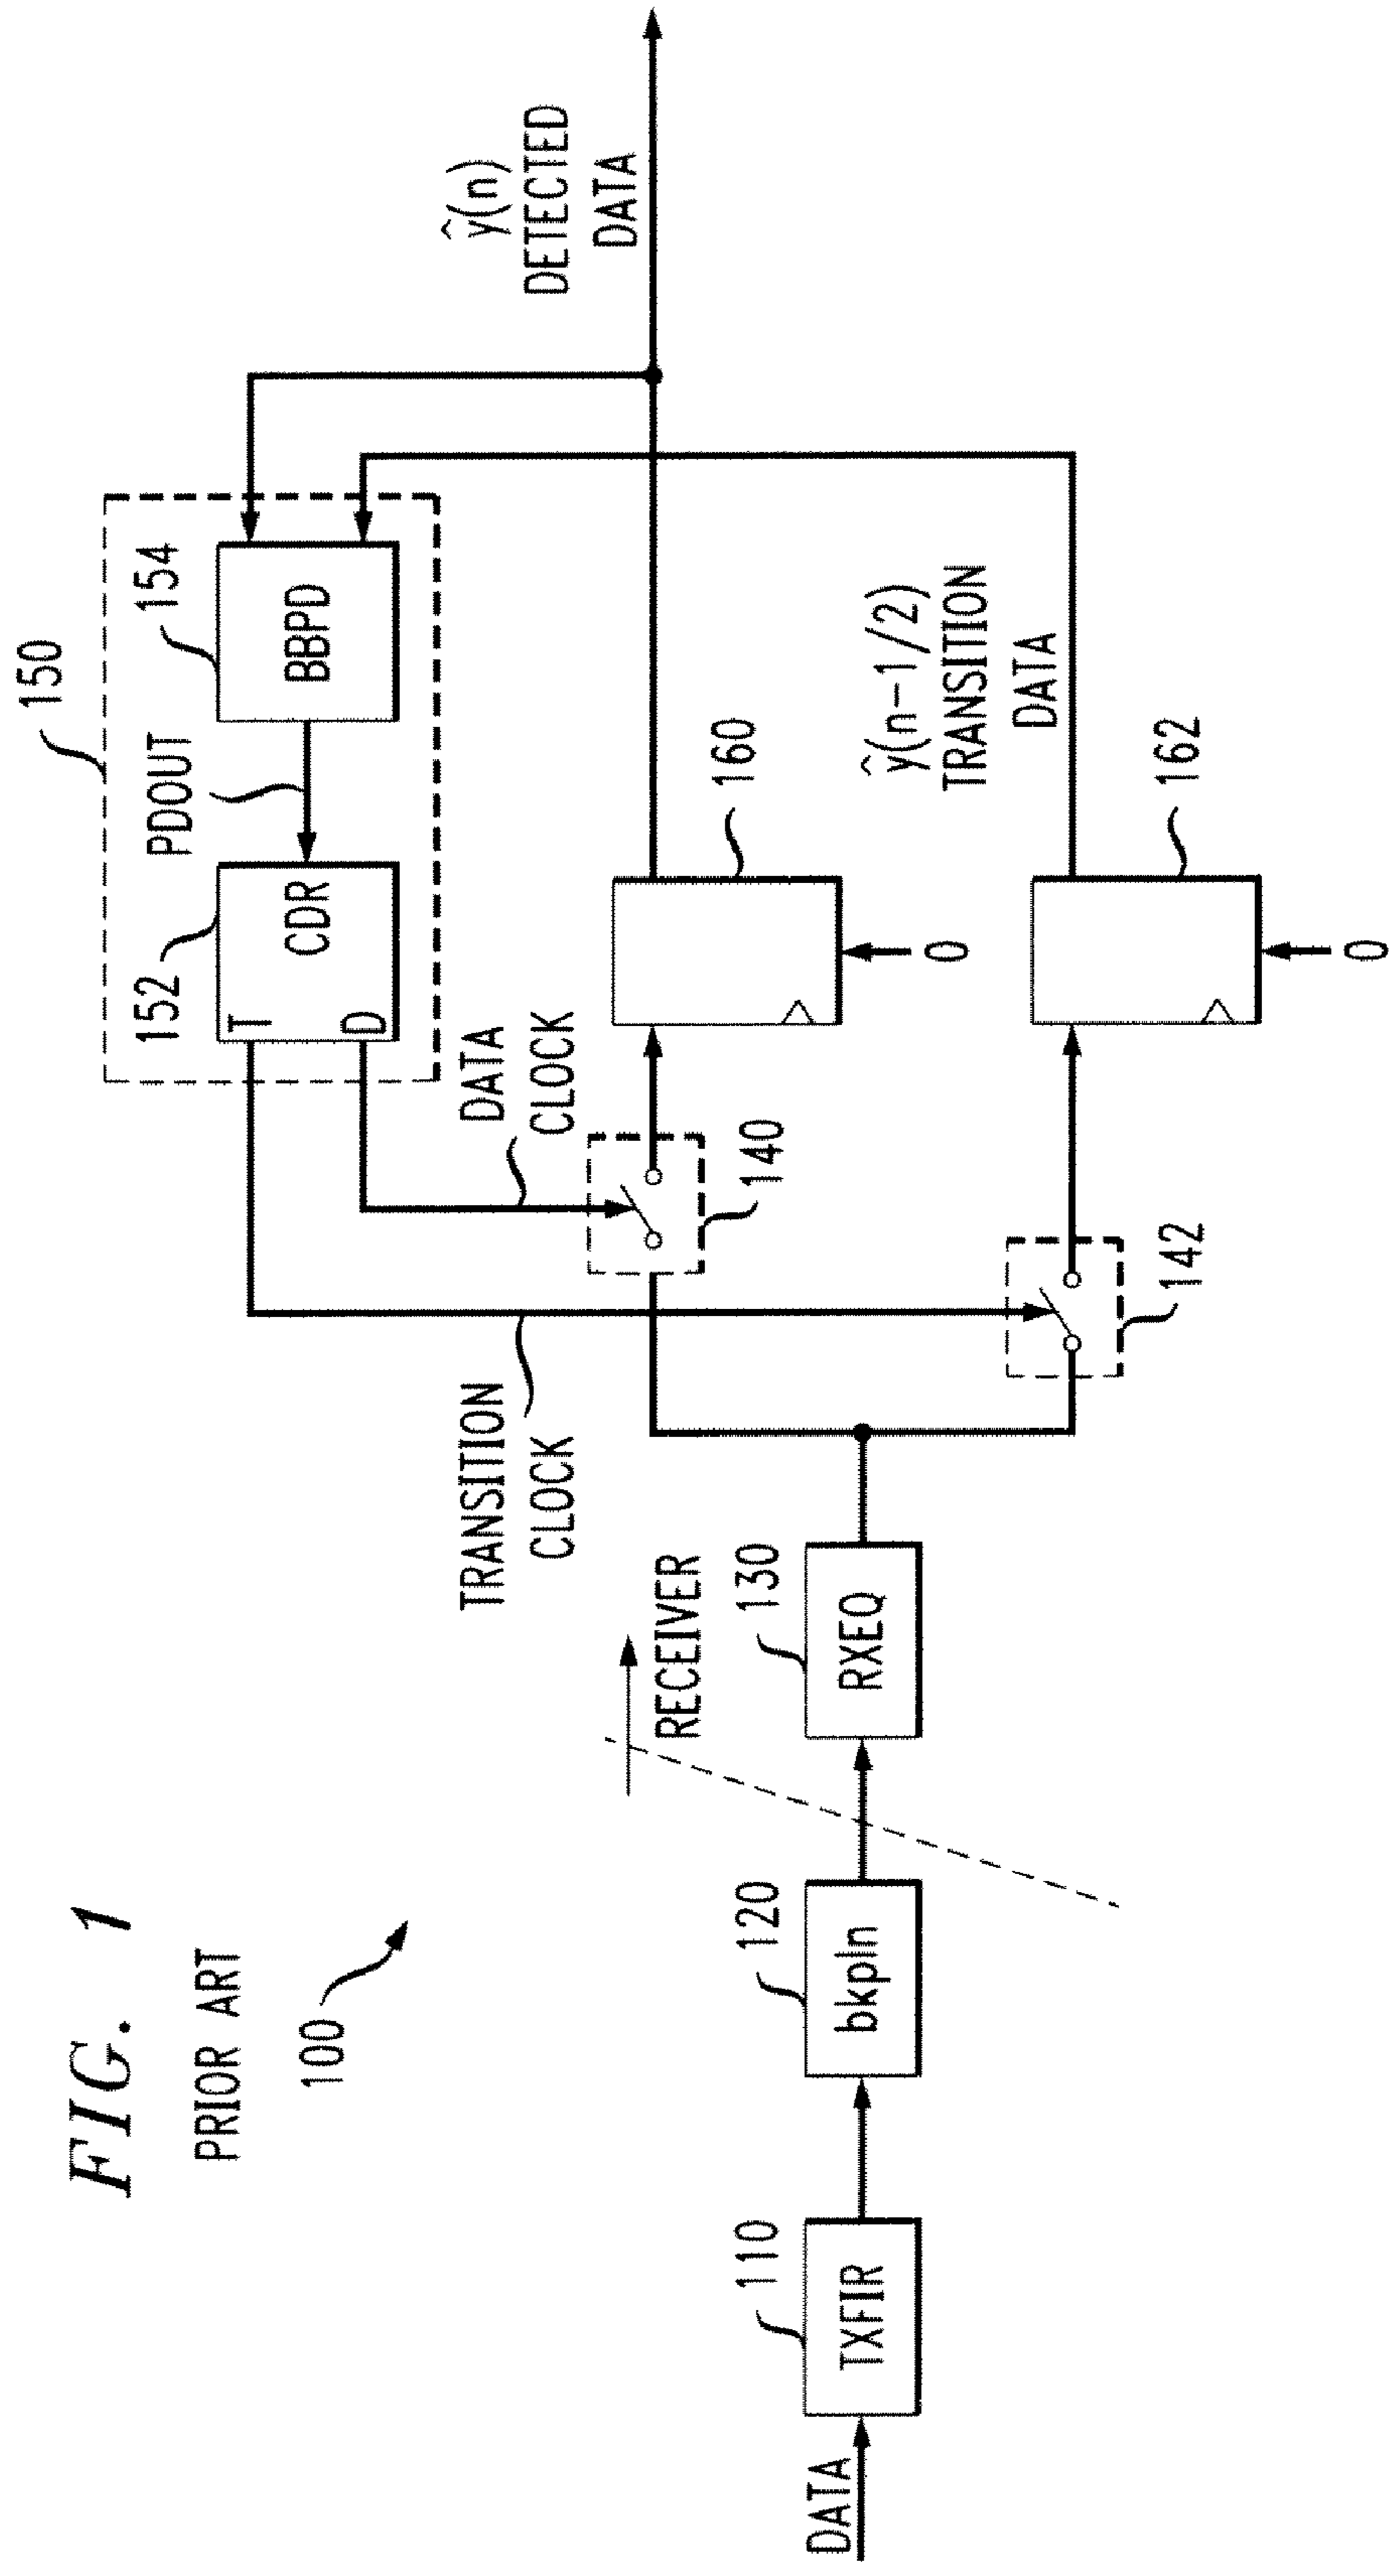 FIG. 1
PRIOR ART
100
DATA
110
TXFIR
120
bkpln
RECEIVER
130
RXEQ
TRANSITION
CLOCK
DATA
CLOCK
140
142
150
152
T
D
CDR
PDOUT
154
BBPD
160
0
162
0
ŷ(n-1/2)
TRANSITION
DATA
ŷ(n)
DETECTED
DATA